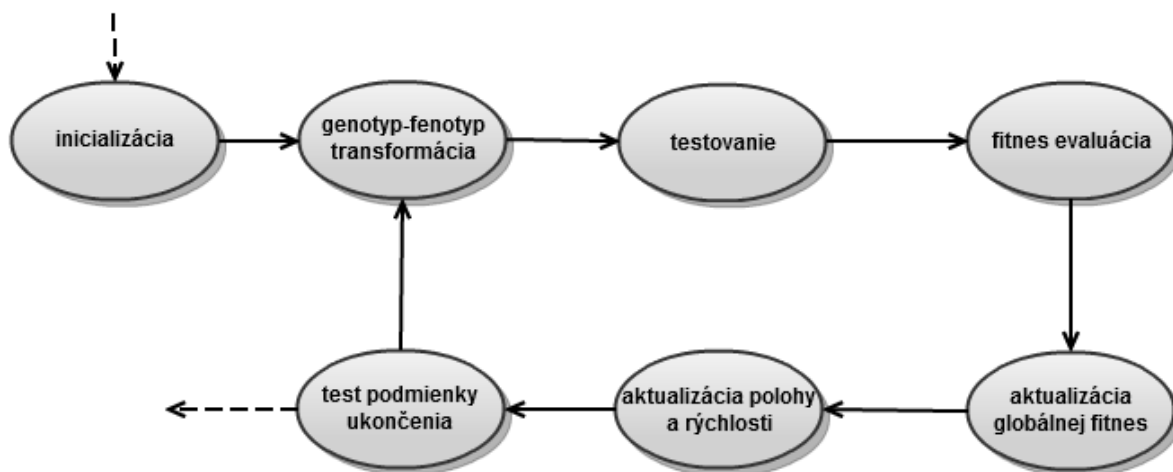 inicializácia
genotyp-fenotyp
transformácia
testovanie
fitnes evaluácia
test podmienky
ukončenia
aktualizácia polohy
a rýchlosti
aktualizácia
globálnej fitnes